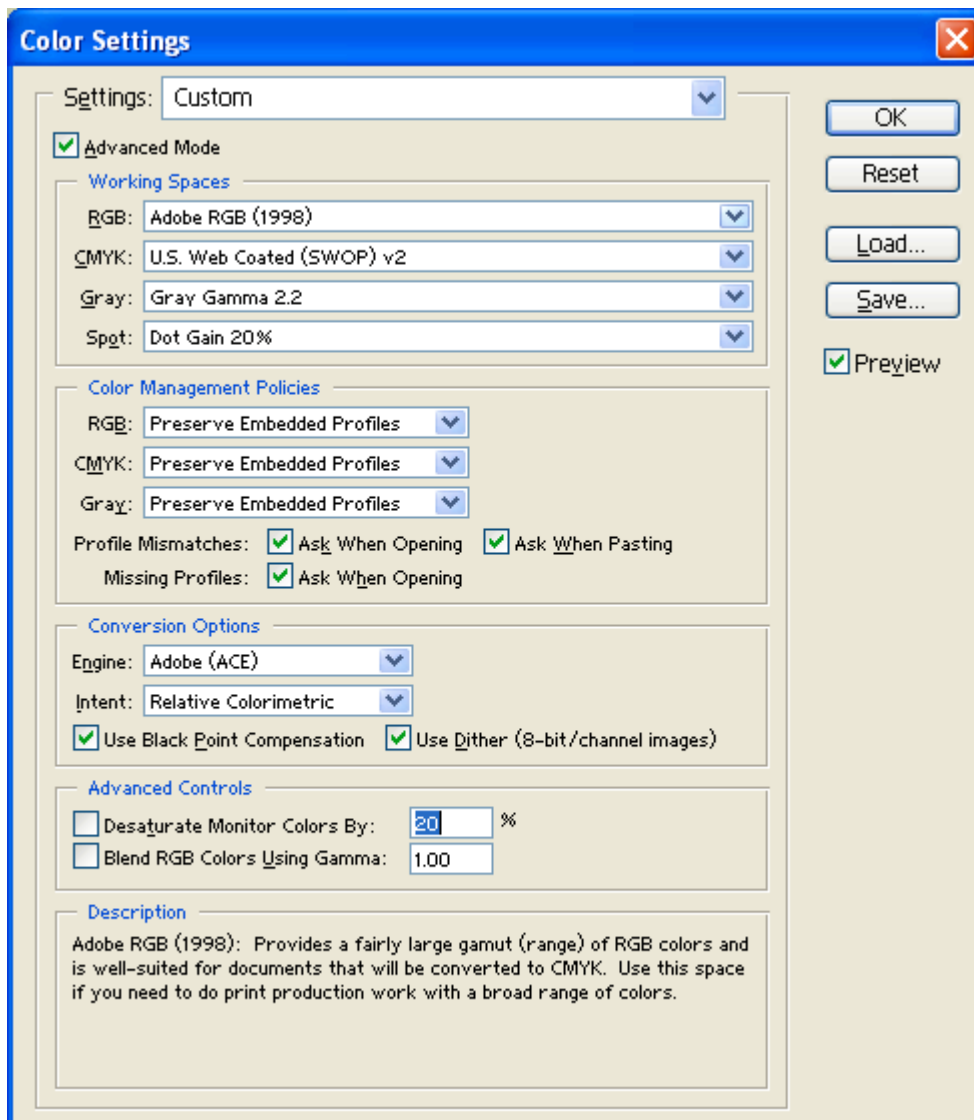 Color Settings
Settings: Custom
Advanced Mode
Working Spaces
RGB: Adobe RGB (1998)
CMYK: U.S. Web Coated (SWOP) v2
Gray: Gray Gamma 2.2
Spot: Dot Gain 20%
Color Management Policies
RGB: Preserve Embedded Profiles
CMYK: Preserve Embedded Profiles
Gray: Preserve Embedded Profiles
Profile Mismatches: Ask When Opening Ask When Pasting
Missing Profiles: Ask When Opening
Conversion Options
Engine: Adobe (ACE)
Intent: Relative Colorimetric
Use Black Point Compensation Use Dither (8-bit/channel images)
Advanced Controls
Desaturate Monitor Colors By: 20 %
Blend RGB Colors Using Gamma: 1.00
Description
Adobe RGB (1998): Provides a fairly large gamut (range) of RGB colors and
is well-suited for documents that will be converted to CMYK. Use this space
if you need to do print production work with a broad range of colors.
OK
Reset
Load...
Save...
Preview